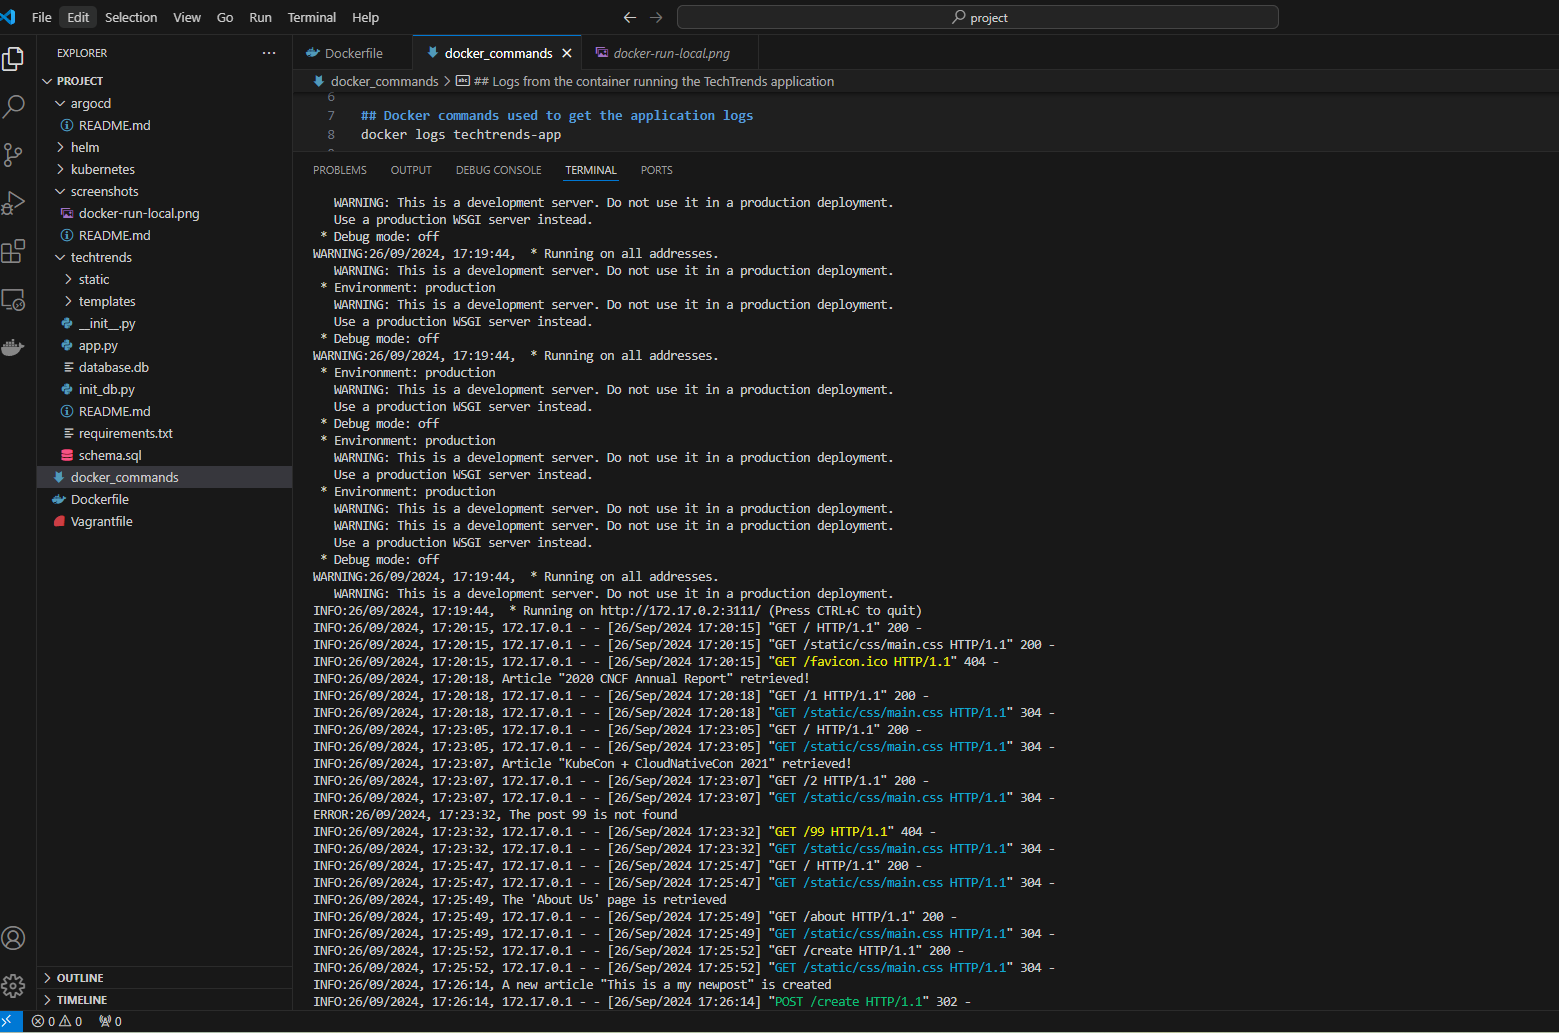 File Edit Selection View Go Run Terminal Help
project
EXPLORER
PROJECT
argocd
README.md
helm
kubernetes
screenshots
docker-run-local.png
README.md
techtrends
static
templates
__init__.py
app.py
database.db
init_db.py
README.md
requirements.txt
schema.sql
docker_commands
Dockerfile
Vagrantfile
OUTLINE
TIMELINE
Dockerfile docker_commands docker-run-local.png
docker_commands > ## Logs from the container running the TechTrends application
6
7 ## Docker commands used to get the application logs
8 docker logs techtrends-app
PROBLEMS OUTPUT DEBUG CONSOLE TERMINAL PORTS
WARNING: This is a development server. Do not use it in a production deployment.
Use a production WSGI server instead.
* Debug mode: off
WARNING:26/09/2024, 17:19:44,  * Running on all addresses.
WARNING: This is a development server. Do not use it in a production deployment.
* Environment: production
WARNING: This is a development server. Do not use it in a production deployment.
Use a production WSGI server instead.
* Debug mode: off
WARNING:26/09/2024, 17:19:44,  * Running on all addresses.
* Environment: production
WARNING: This is a development server. Do not use it in a production deployment.
Use a production WSGI server instead.
* Debug mode: off
* Environment: production
WARNING: This is a development server. Do not use it in a production deployment.
Use a production WSGI server instead.
* Environment: production
WARNING: This is a development server. Do not use it in a production deployment.
WARNING: This is a development server. Do not use it in a production deployment.
Use a production WSGI server instead.
* Debug mode: off
WARNING:26/09/2024, 17:19:44,  * Running on all addresses.
WARNING: This is a development server. Do not use it in a production deployment.
INFO:26/09/2024, 17:19:44,  * Running on http://172.17.0.2:3111/ (Press CTRL+C to quit)
INFO:26/09/2024, 17:20:15, 172.17.0.1 - - [26/Sep/2024 17:20:15] "GET / HTTP/1.1" 200 -
INFO:26/09/2024, 17:20:15, 172.17.0.1 - - [26/Sep/2024 17:20:15] "GET /static/css/main.css HTTP/1.1" 200 -
INFO:26/09/2024, 17:20:15, 172.17.0.1 - - [26/Sep/2024 17:20:15] "GET /favicon.ico HTTP/1.1" 404 -
INFO:26/09/2024, 17:20:18, Article "2020 CNCF Annual Report" retrieved!
INFO:26/09/2024, 17:20:18, 172.17.0.1 - - [26/Sep/2024 17:20:18] "GET /1 HTTP/1.1" 200 -
INFO:26/09/2024, 17:20:18, 172.17.0.1 - - [26/Sep/2024 17:20:18] "GET /static/css/main.css HTTP/1.1" 304 -
INFO:26/09/2024, 17:23:05, 172.17.0.1 - - [26/Sep/2024 17:23:05] "GET / HTTP/1.1" 200 -
INFO:26/09/2024, 17:23:05, 172.17.0.1 - - [26/Sep/2024 17:23:05] "GET /static/css/main.css HTTP/1.1" 304 -
INFO:26/09/2024, 17:23:07, Article "KubeCon + CloudNativeCon 2021" retrieved!
INFO:26/09/2024, 17:23:07, 172.17.0.1 - - [26/Sep/2024 17:23:07] "GET /2 HTTP/1.1" 200 -
INFO:26/09/2024, 17:23:07, 172.17.0.1 - - [26/Sep/2024 17:23:07] "GET /static/css/main.css HTTP/1.1" 304 -
ERROR:26/09/2024, 17:23:32, The post 99 is not found
INFO:26/09/2024, 17:23:32, 172.17.0.1 - - [26/Sep/2024 17:23:32] "GET /99 HTTP/1.1" 404 -
INFO:26/09/2024, 17:23:32, 172.17.0.1 - - [26/Sep/2024 17:23:32] "GET /static/css/main.css HTTP/1.1" 304 -
INFO:26/09/2024, 17:25:47, 172.17.0.1 - - [26/Sep/2024 17:25:47] "GET / HTTP/1.1" 200 -
INFO:26/09/2024, 17:25:47, 172.17.0.1 - - [26/Sep/2024 17:25:47] "GET /static/css/main.css HTTP/1.1" 304 -
INFO:26/09/2024, 17:25:49, The 'About Us' page is retrieved
INFO:26/09/2024, 17:25:49, 172.17.0.1 - - [26/Sep/2024 17:25:49] "GET /about HTTP/1.1" 200 -
INFO:26/09/2024, 17:25:49, 172.17.0.1 - - [26/Sep/2024 17:25:49] "GET /static/css/main.css HTTP/1.1" 304 -
INFO:26/09/2024, 17:25:52, 172.17.0.1 - - [26/Sep/2024 17:25:52] "GET /create HTTP/1.1" 200 -
INFO:26/09/2024, 17:25:52, 172.17.0.1 - - [26/Sep/2024 17:25:52] "GET /static/css/main.css HTTP/1.1" 304 -
INFO:26/09/2024, 17:26:14, A new article "This is a my newpost" is created
INFO:26/09/2024, 17:26:14, 172.17.0.1 - - [26/Sep/2024 17:26:14] "POST /create HTTP/1.1" 302 -
0 0 0